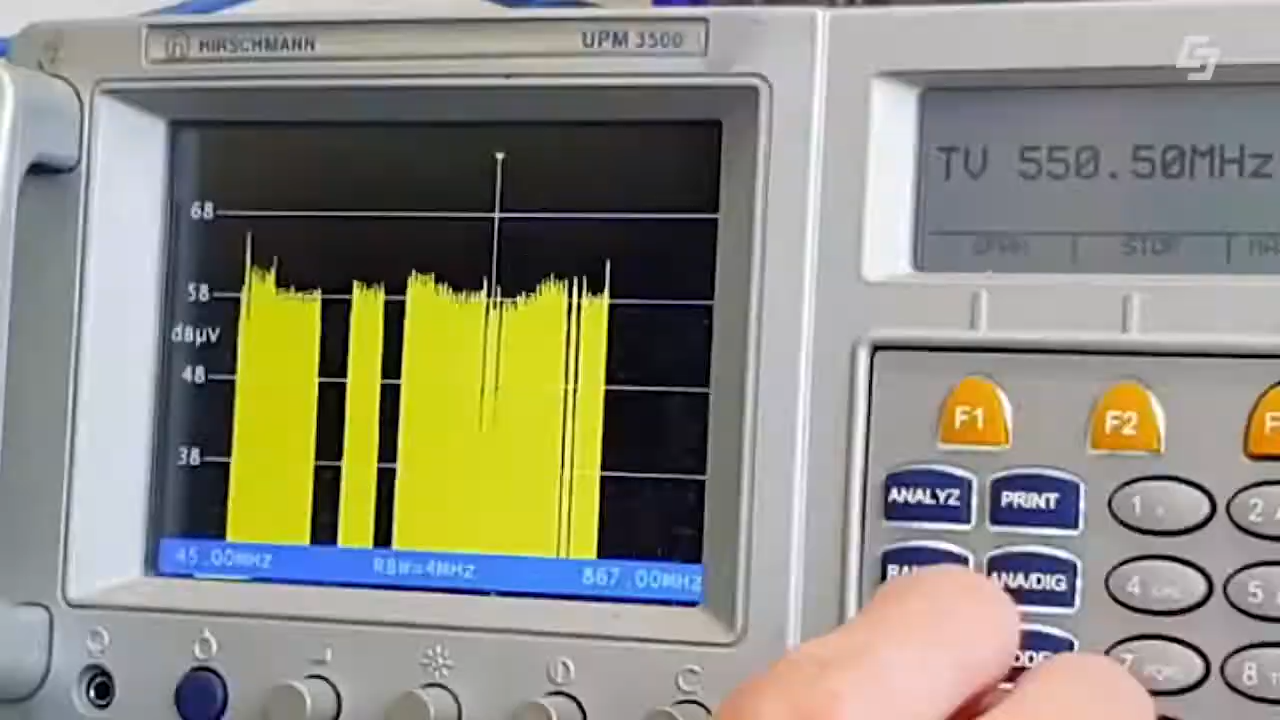 HIRSCHMANN
UPM 3500
TV 550.50MHz
STOP
68
58
dBµV
48
38
45.00MHZ
RBW=4MHZ
867.00MHZ
F1
F2
ANALYZ
PRINT
1
2
ANA/DIG
4
5
7
8